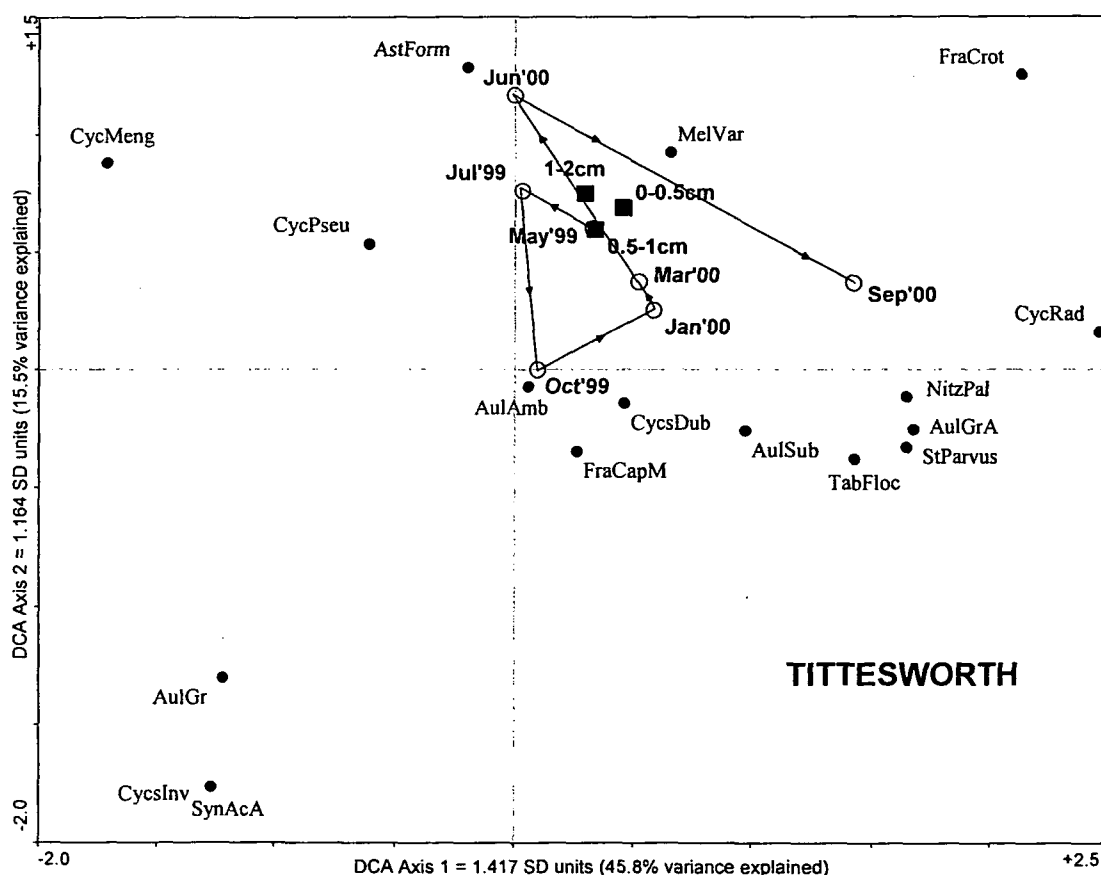 +1.5
AstForm
Jun'00
FraCrot
CycMeng
MelVar
1-2cm
Jul'99
0-0.5cm
CycPseu
May'99
0.5-1cm
Mar'00
Sep'00
Jan'00
CycRad
Oct'99
AulAmb
NitzPal
CycsDub
AulGrA
AulSub
StParvus
FraCapM
TabFloc
DCA Axis 2 = 1.164 SD units (15.5% variance explained)
TITTESWORTH
AulGr
CycsInv
SynAcA
-2.0
-2.0
DCA Axis 1 = 1.417 SD units (45.8% variance explained)
+2.5